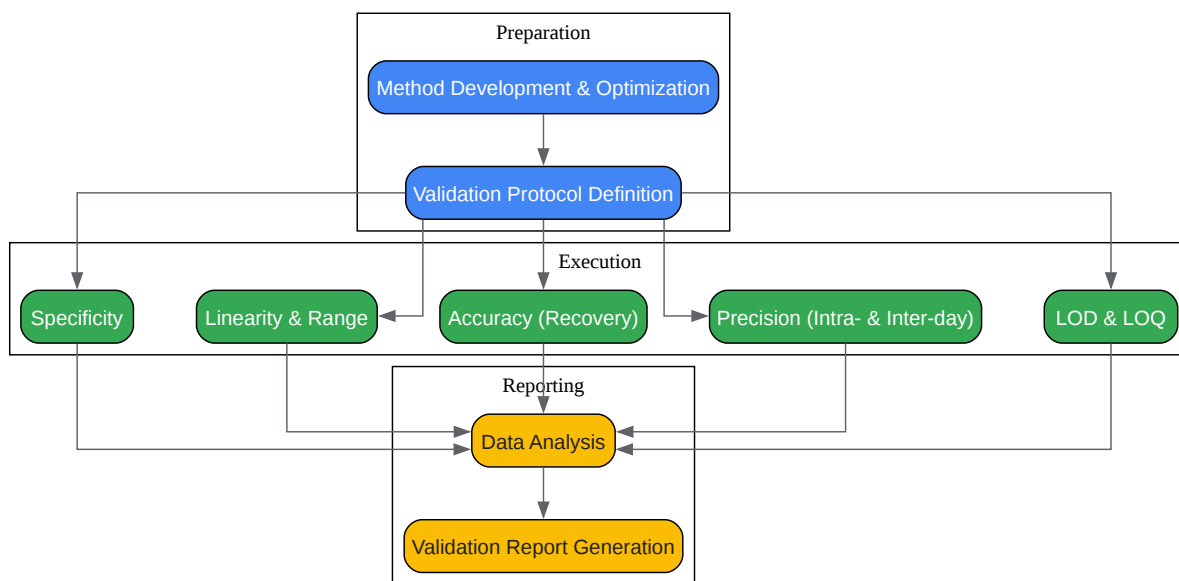 Preparation
Method Development & Optimization
Validation Protocol Definition
Execution
Specificity
Linearity & Range
Accuracy (Recovery)
Precision (Intra- & Inter-day)
LOD & LOQ
Reporting
Data Analysis
Validation Report Generation